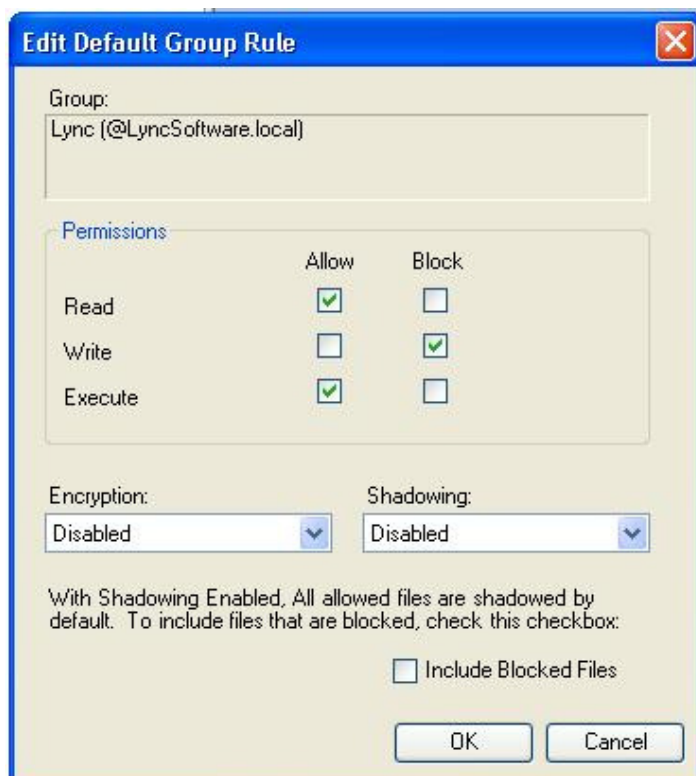 Edit Default Group Rule
Group:
Lync (@LyncSoftware.local)
Permissions
Allow Block
Read
Write
Execute
Encryption: Shadowing:
Disabled Disabled
With Shadowing Enabled, All allowed files are shadowed by
default. To include files that are blocked, check this checkbox:
Include Blocked Files
OK Cancel